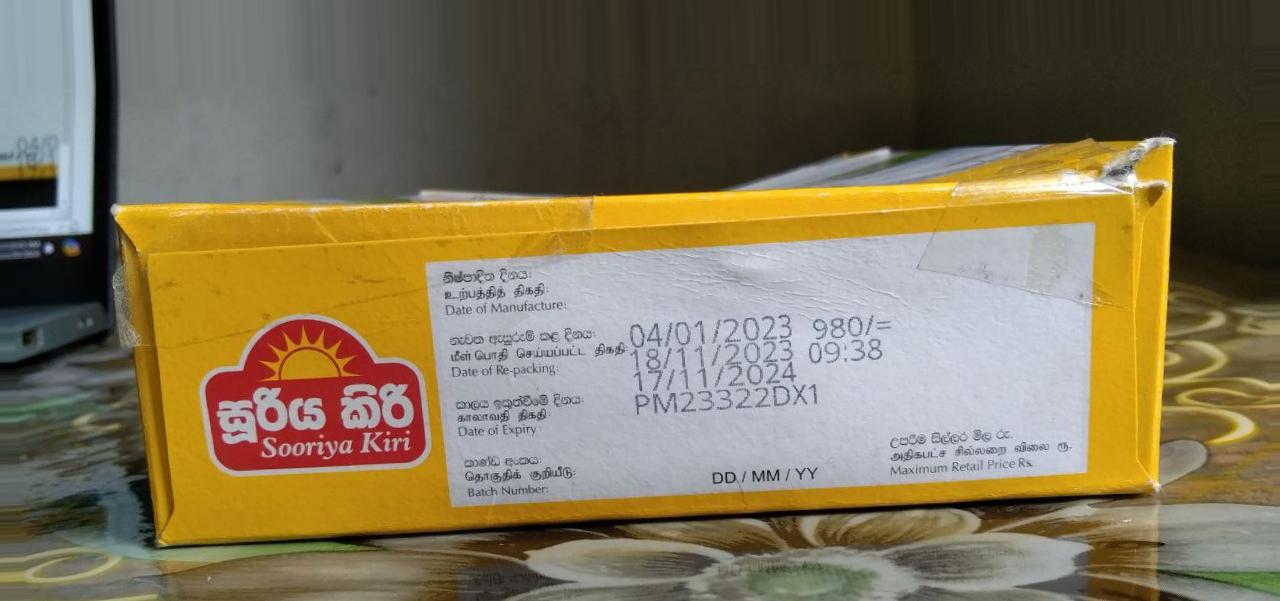 සූරිය කිරි
Sooriya Kiri
නිෂ්පාදිත දිනය:
உற்பத்தித் திகதி:
Date of Manufacture:
නැවත ඇසුරුම් කළ දිනය:
மீள் பொதி செய்யப்பட்ட திகதி:
Date of Re-packing:
කාලය ඉකුත්වීමේ දිනය:
காலாவதி திகதி:
Date of Expiry:
කාණ්ඩ අංකය:
தொகுதிக் குறியீடு:
Batch Number:
04/01/2023 980/=
18/11/2023 09:38
17/11/2024
PM23322DX1
DD / MM / YY
උපරිම සිල්ලර මිල රු.
அதிகபட்ச சில்லறை விலை ரூ.
Maximum Retail Price Rs.